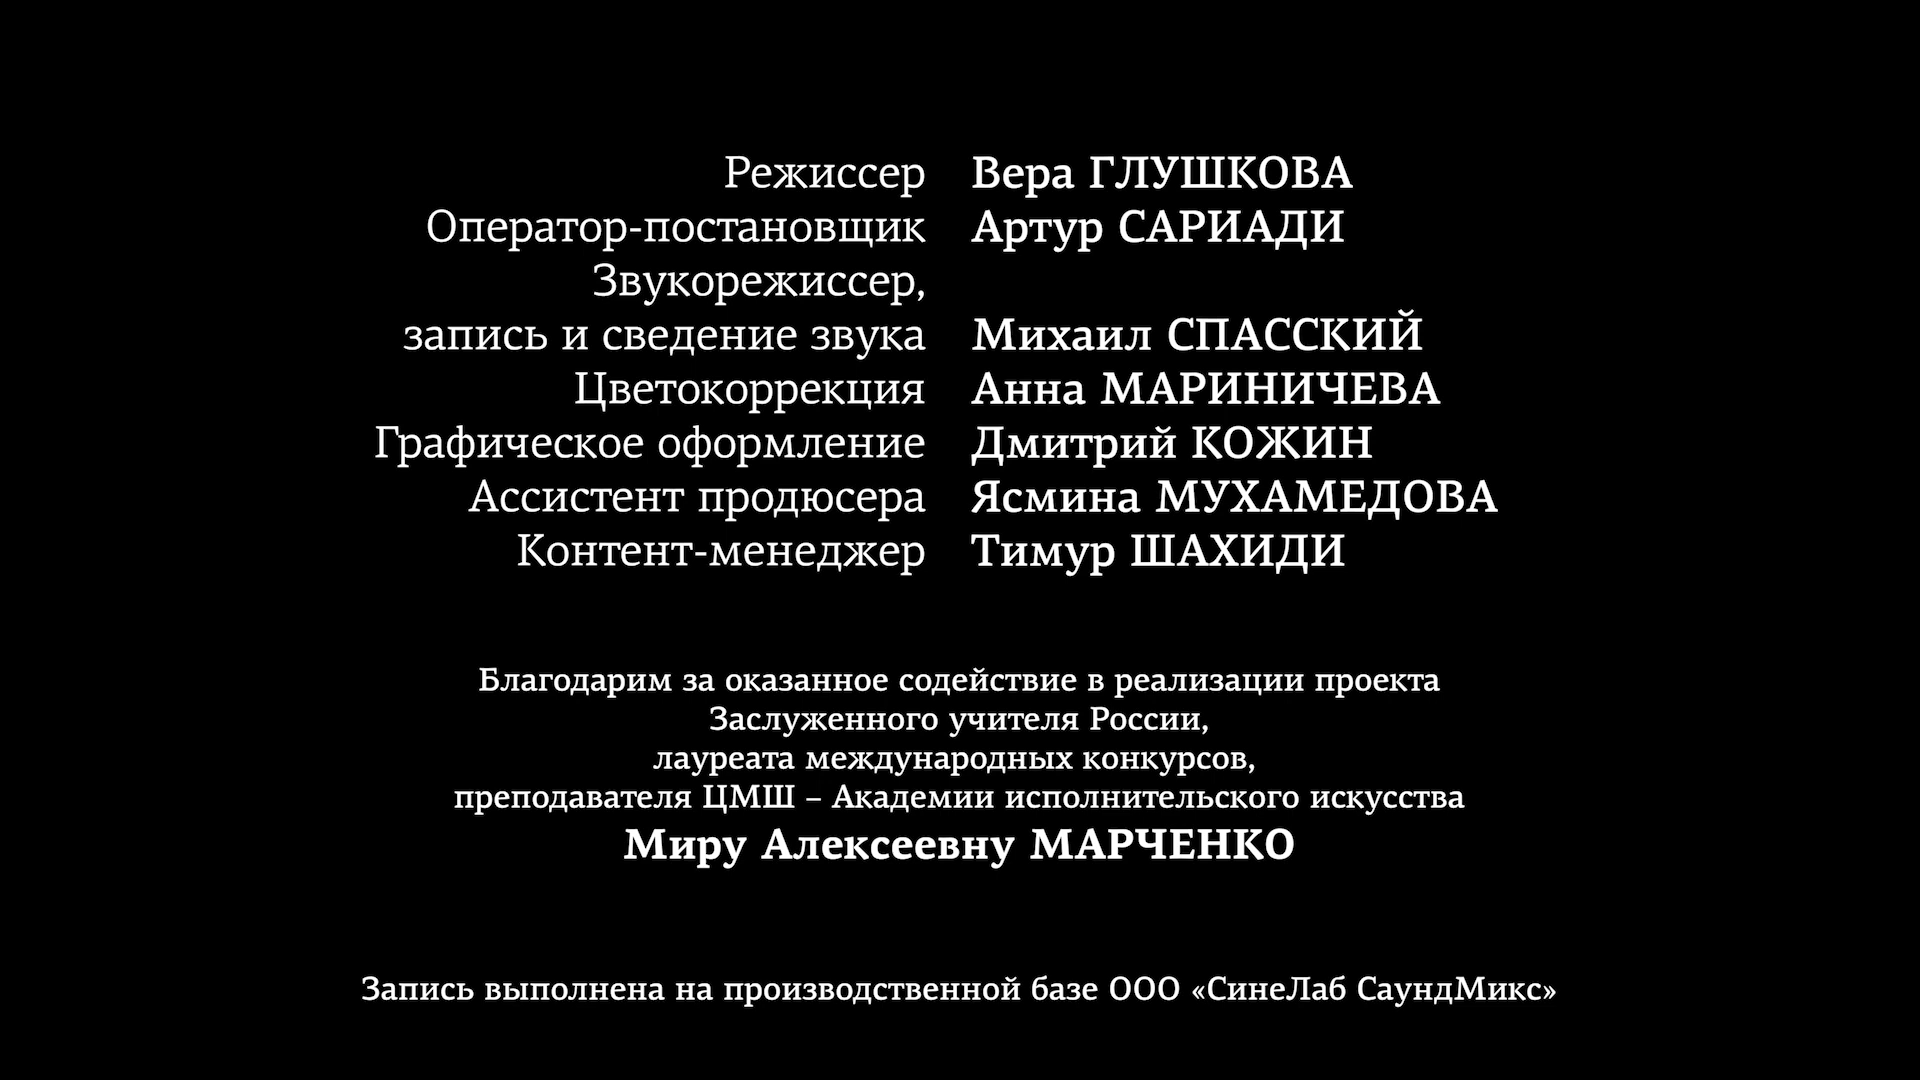 Режиссер Вера ГЛУШКОВА
Оператор-постановщик Артур САРИАДИ
Звукорежиссер,
запись и сведение звука Михаил СПАССКИЙ
Цветокоррекция Анна МАРИНИЧЕВА
Графическое оформление Дмитрий КОЖИН
Ассистент продюсера Ясмина МУХАМЕДОВА
Контент-менеджер Тимур ШАХИДИ
Благодарим за оказанное содействие в реализации проекта
Заслуженного учителя России,
лауреата международных конкурсов,
преподавателя ЦМШ – Академии исполнительского искусства
Миру Алексеевну МАРЧЕНКО
Запись выполнена на производственной базе ООО «СинеЛаб СаундМикс»